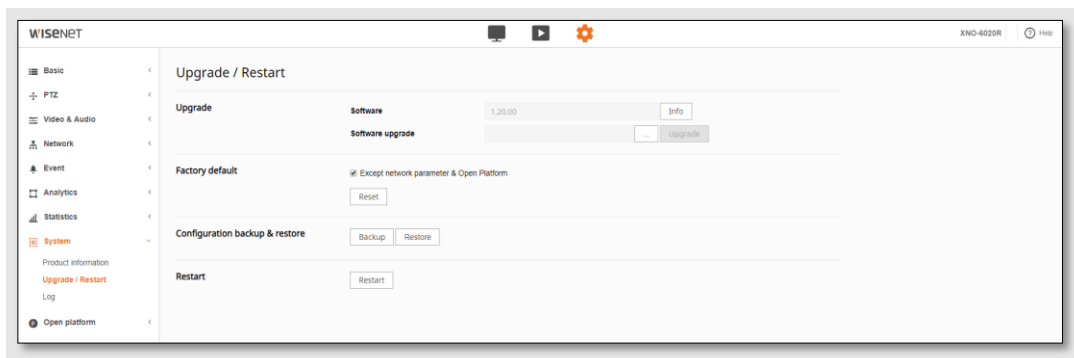 WISENET
XNO-6020R
Help
Basic
PTZ
Video & Audio
Network
Event
Analytics
Statistics
System
Product information
Upgrade / Restart
Log
Open platform
Upgrade / Restart
Upgrade
Software
1.20.00
Info
Software upgrade
...
Upgrade
Factory default
Except network parameter & Open Platform
Reset
Configuration backup & restore
Backup
Restore
Restart
Restart